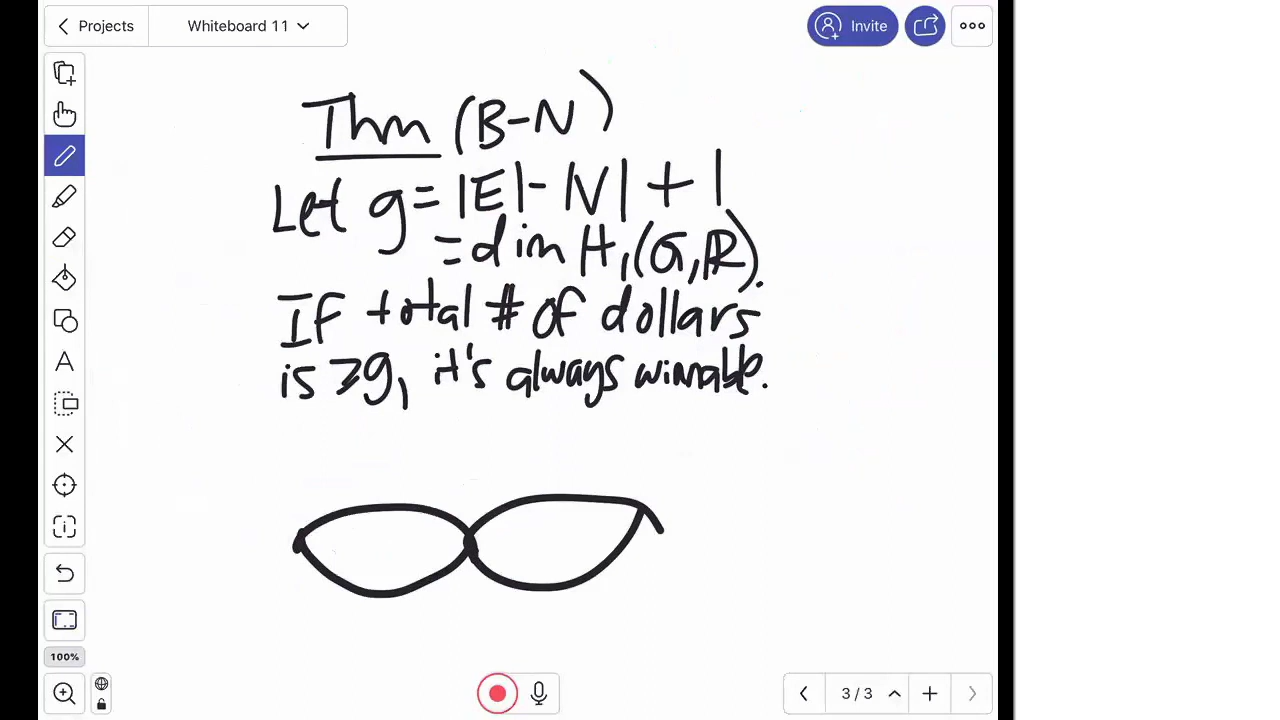 Projects
Whiteboard 11
Invite
Thm (B-N)
Let g = |E| - |V| + 1
= dim H₁(G, ℝ).
If total # of dollars
is ≥g, it's always winnable.
A
100%
3/3